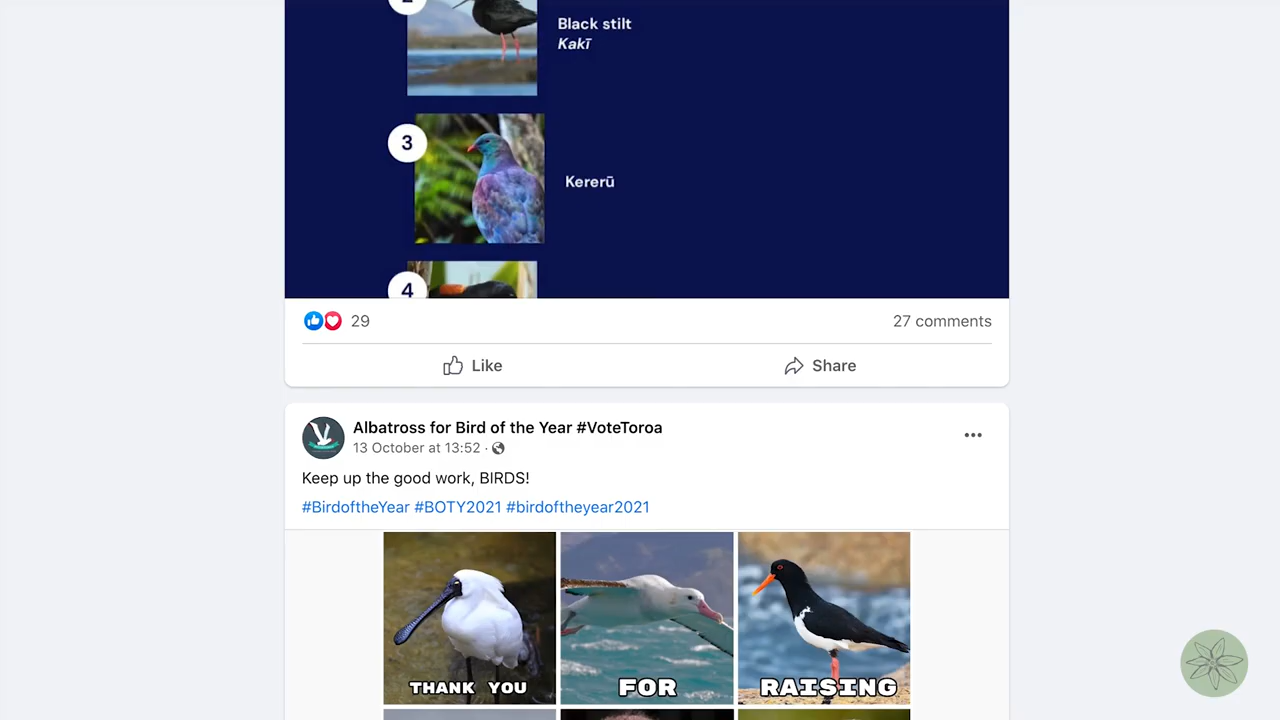 Black stilt
Kakī
3
Kererū
4
29
27 comments
Like
Share
Albatross for Bird of the Year #VoteToroa
13 October at 13:52 ·
Keep up the good work, BIRDS!
#BirdoftheYear #BOTY2021 #birdoftheyear2021
THANK YOU
FOR
RAISING